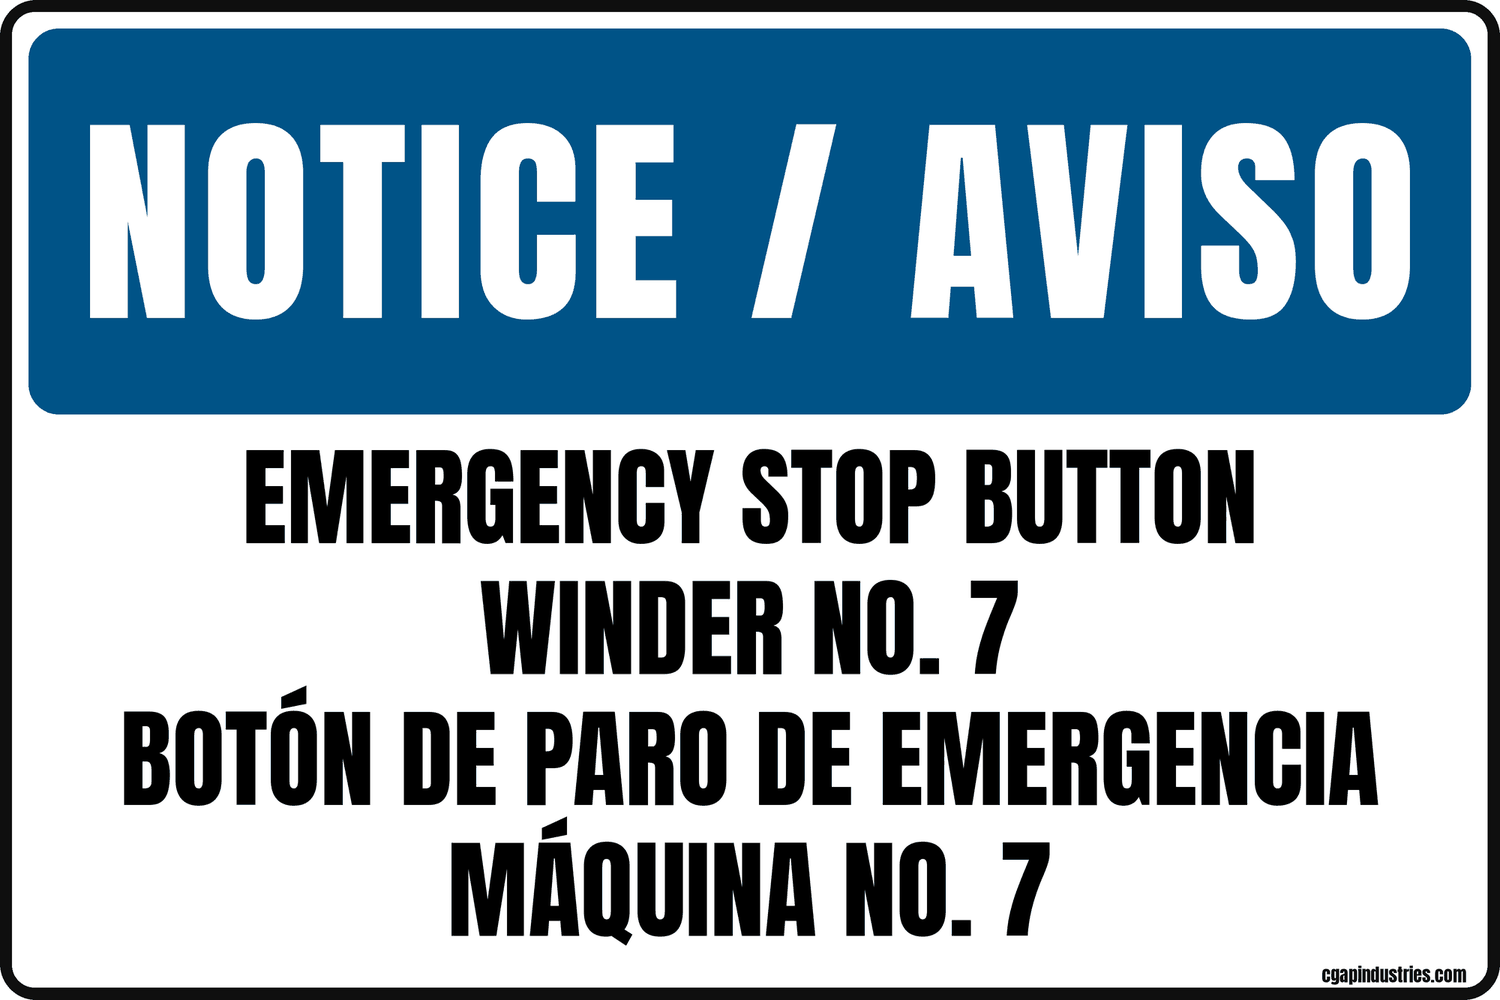 NOTICE / AVISO
EMERGENCY STOP BUTTON
WINDER NO. 7
BOTÓN DE PARO DE EMERGENCIA
MÁQUINA NO. 7
cgapindustries.com